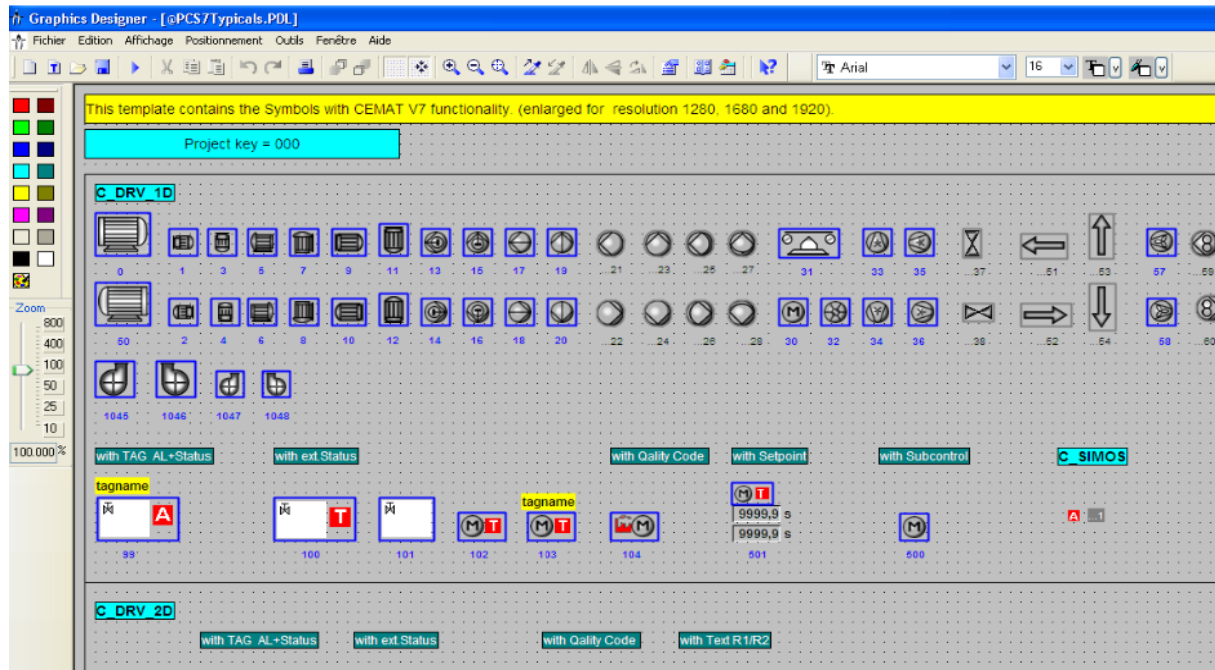 Graphics Designer - [@PCS7Typicals.PDL]
Fichier Edition Affichage Positionnement Outils Fenêtre Aide
Arial 16
This template contains the Symbols with CEMAT V7 functionality. (enlarged for resolution 1280, 1680 and 1920).
Project key = 000
C_DRV_1D
0 1 3 5 7 9 11 13 15 17 19 ...21 ...23 ...25 ...27 31 33 35 ...37 ...51 ...53 57 ...59
M
50 2 4 6 8 10 12 14 16 18 20 ...22 ...24 ...26 ...28 30 32 34 36 ...38 ...52 ...54 58 ...60
1045 1046 1047 1048
Zoom
800
400
100
50
25
10
100.000 %
with TAG AL+Status with ext.Status with Qality Code with Setpoint with Subcontrol C_SIMOS
tagname
M A M T M
tagname
M T M T M
M T
9999,9 s
9999,9 s
M
A ...1
99 100 101 102 103 104 501 500
C_DRV_2D
with TAG AL+Status with ext.Status with Qality Code with Text R1/R2